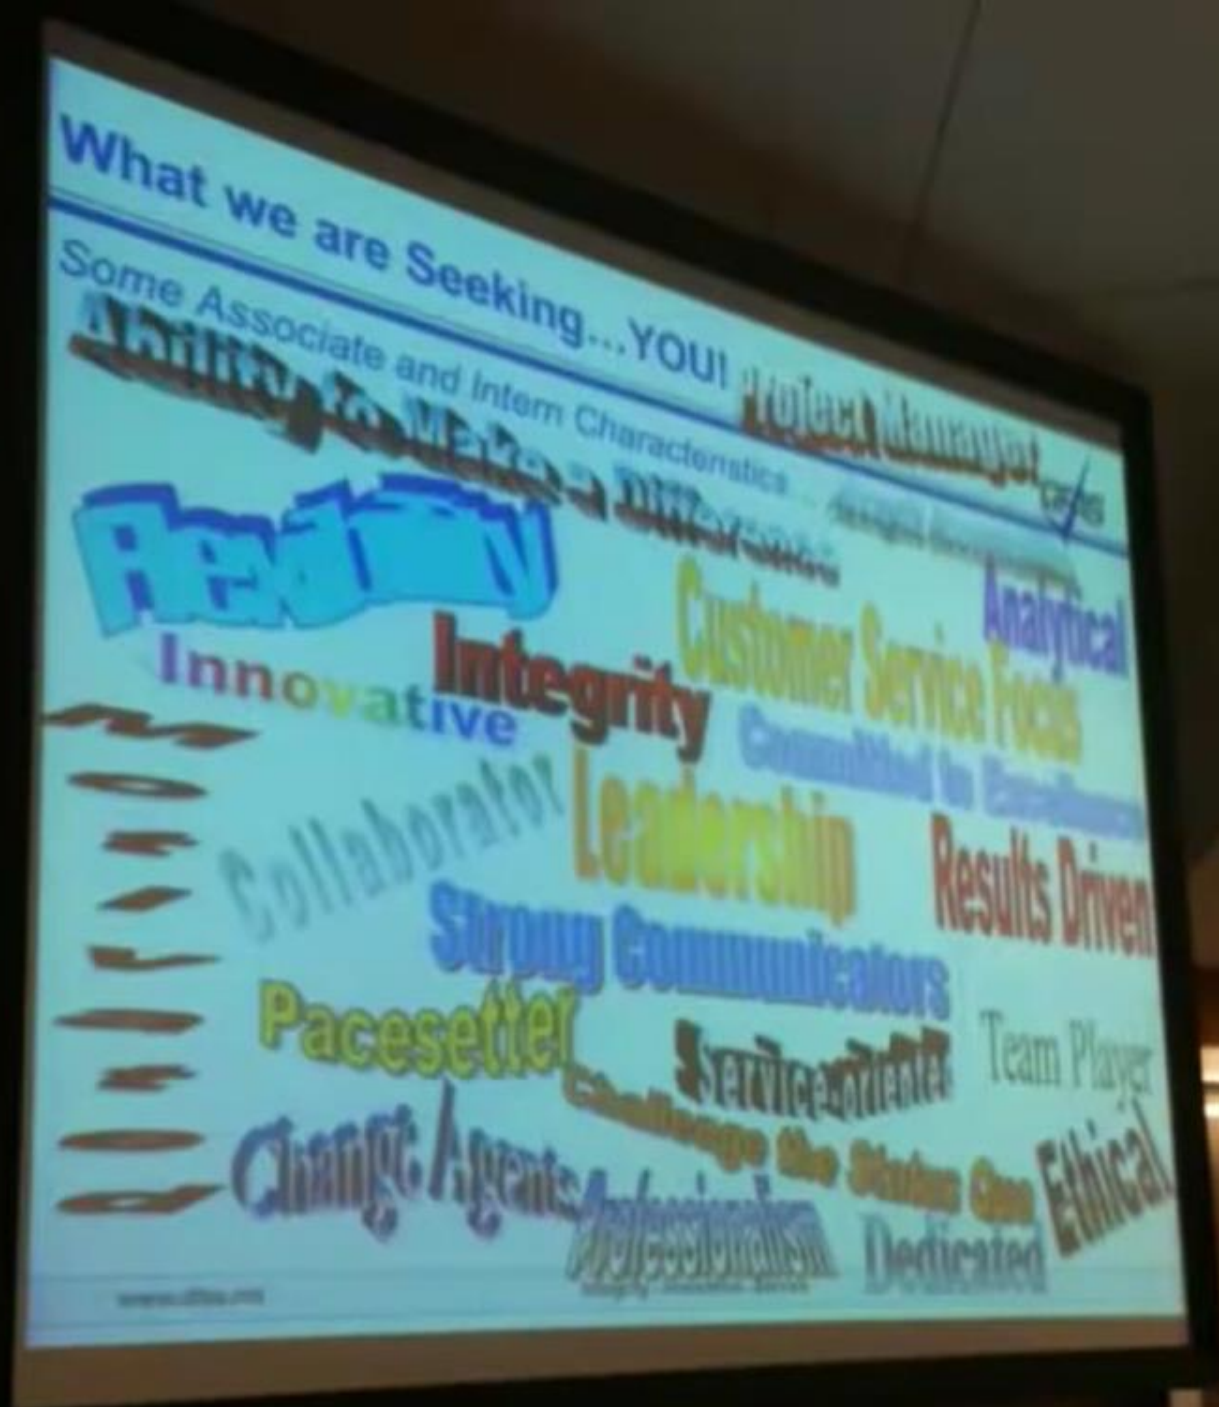 What we are Seeking...YOU!
Project Manager
Some Associate and Intern Characteristics...
Ability to Make a Difference
Analytical
Customer Service Focus
Integrity
Innovative
Committed to Excellence
Collaborator
Leadership
Results Driven
Strong Communicators
Pacesetter
Team Player
Challenge the Status Quo
Change Agents
Ethical
Professionalism
Dedicated